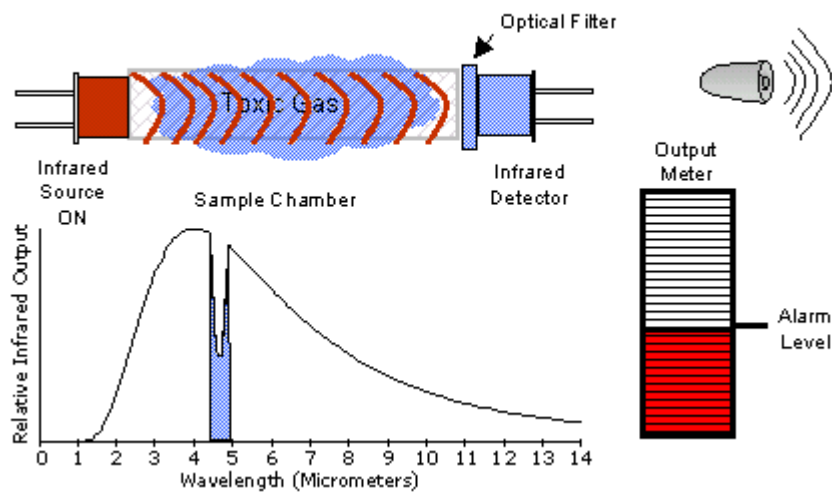 Optical Filter
Toxic Gas
Infrared
Source
ON
Sample Chamber
Infrared
Detector
Output
Meter
Alarm
Level
Relative Infrared Output
0 1 2 3 4 5 6 7 8 9 10 11 12 13 14
Wavelength (Micrometers)